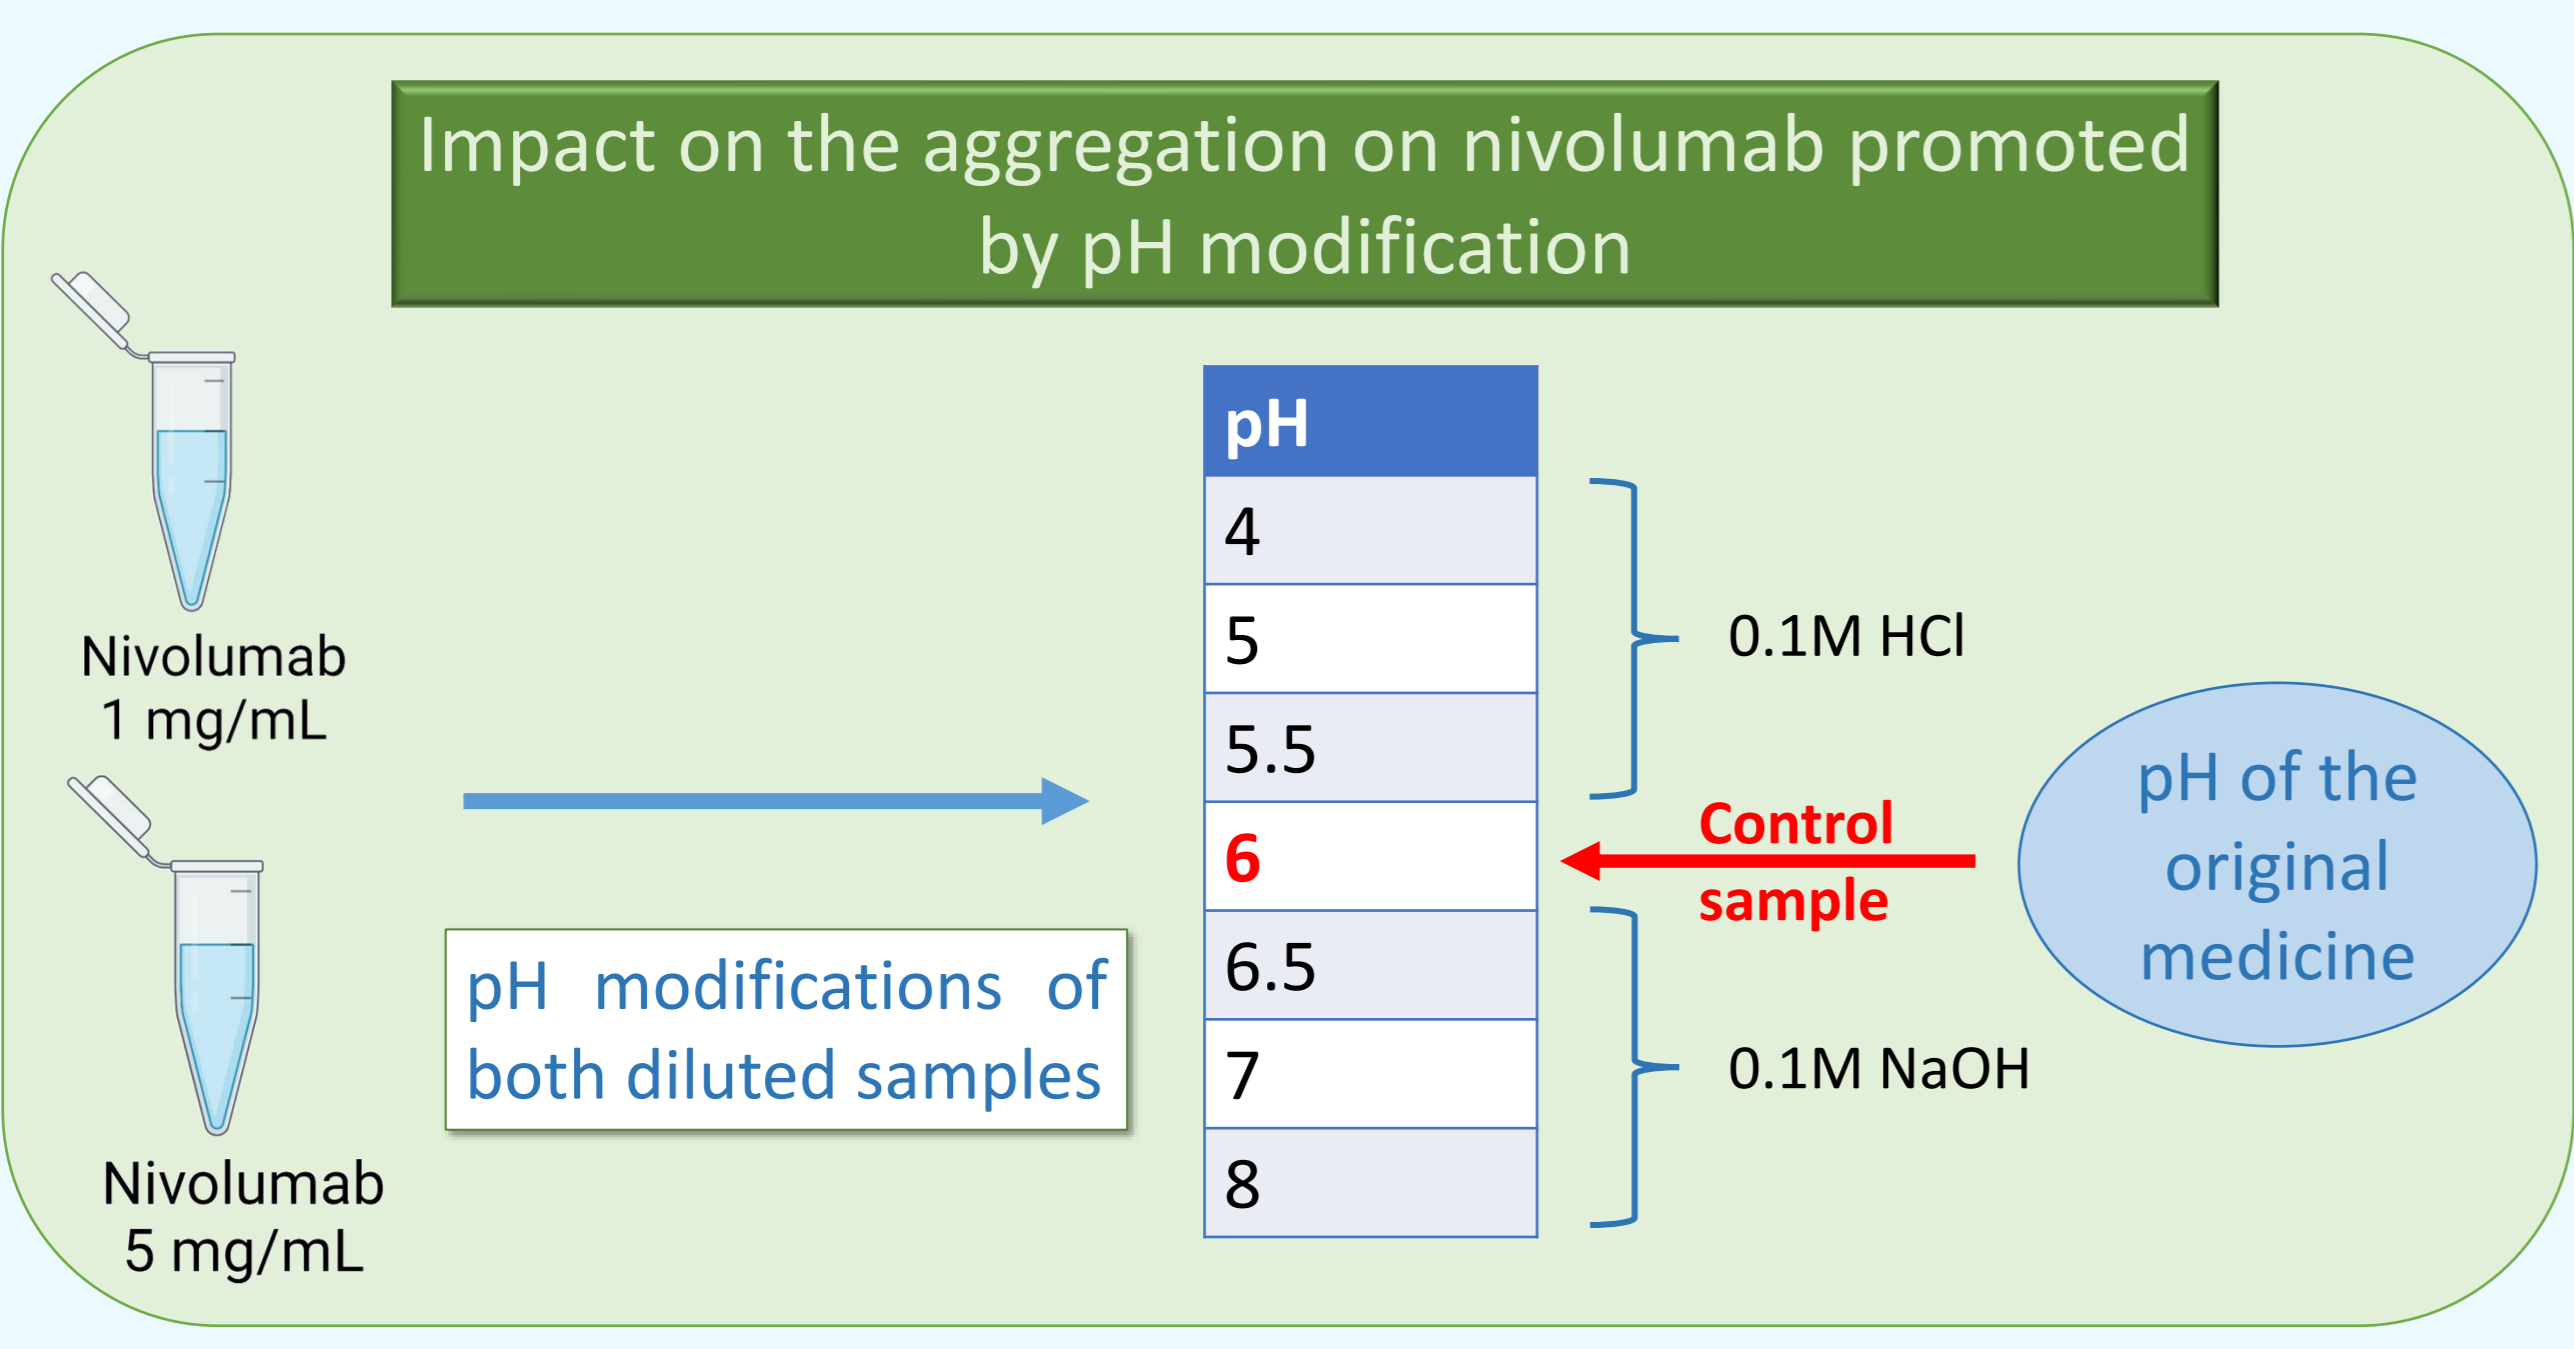 Impact on the aggregation on nivolumab promoted
by pH modification
Nivolumab
1 mg/mL
Nivolumab
5 mg/mL
pH modifications of
both diluted samples
pH
4
5
5.5
6
6.5
7
8
0.1M HCl
Control
sample
0.1M NaOH
pH of the
original
medicine